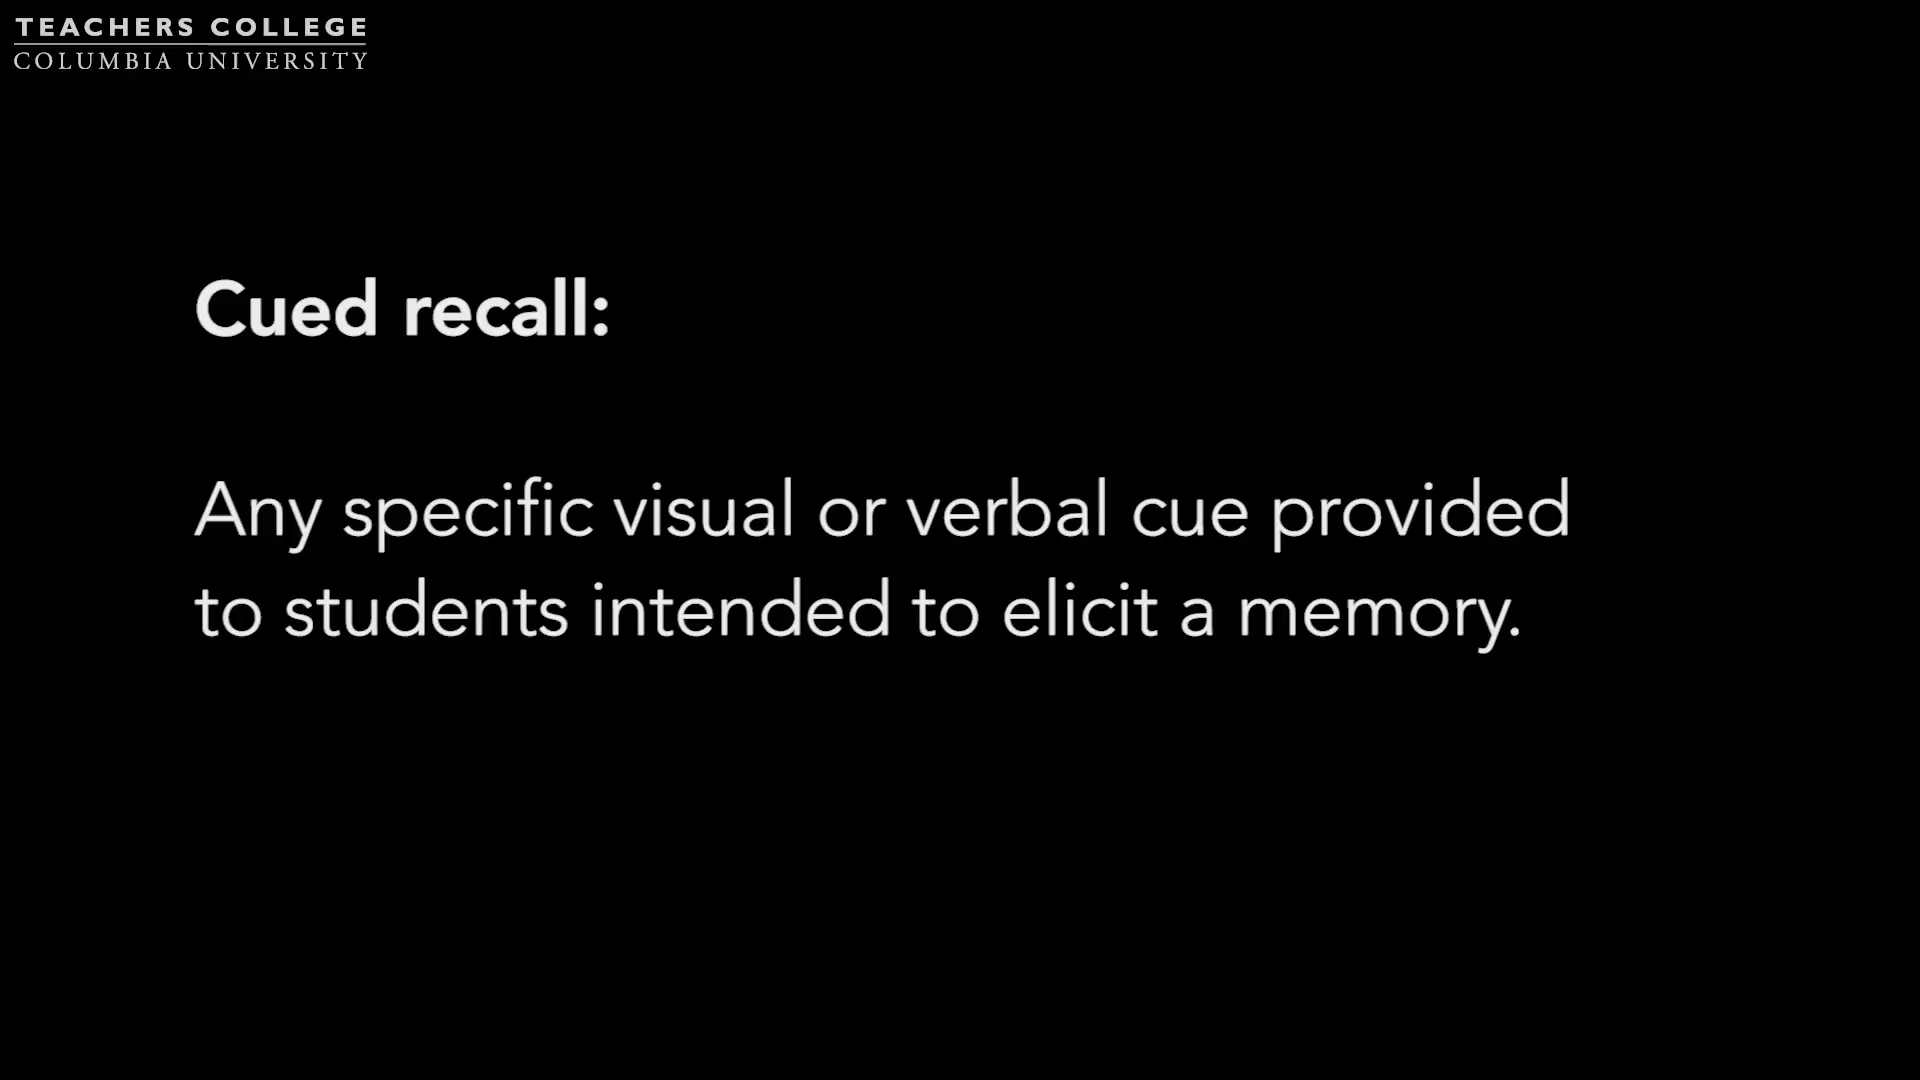 TEACHERS COLLEGE
COLUMBIA UNIVERSITY
Cued recall:
Any specific visual or verbal cue provided
to students intended to elicit a memory.